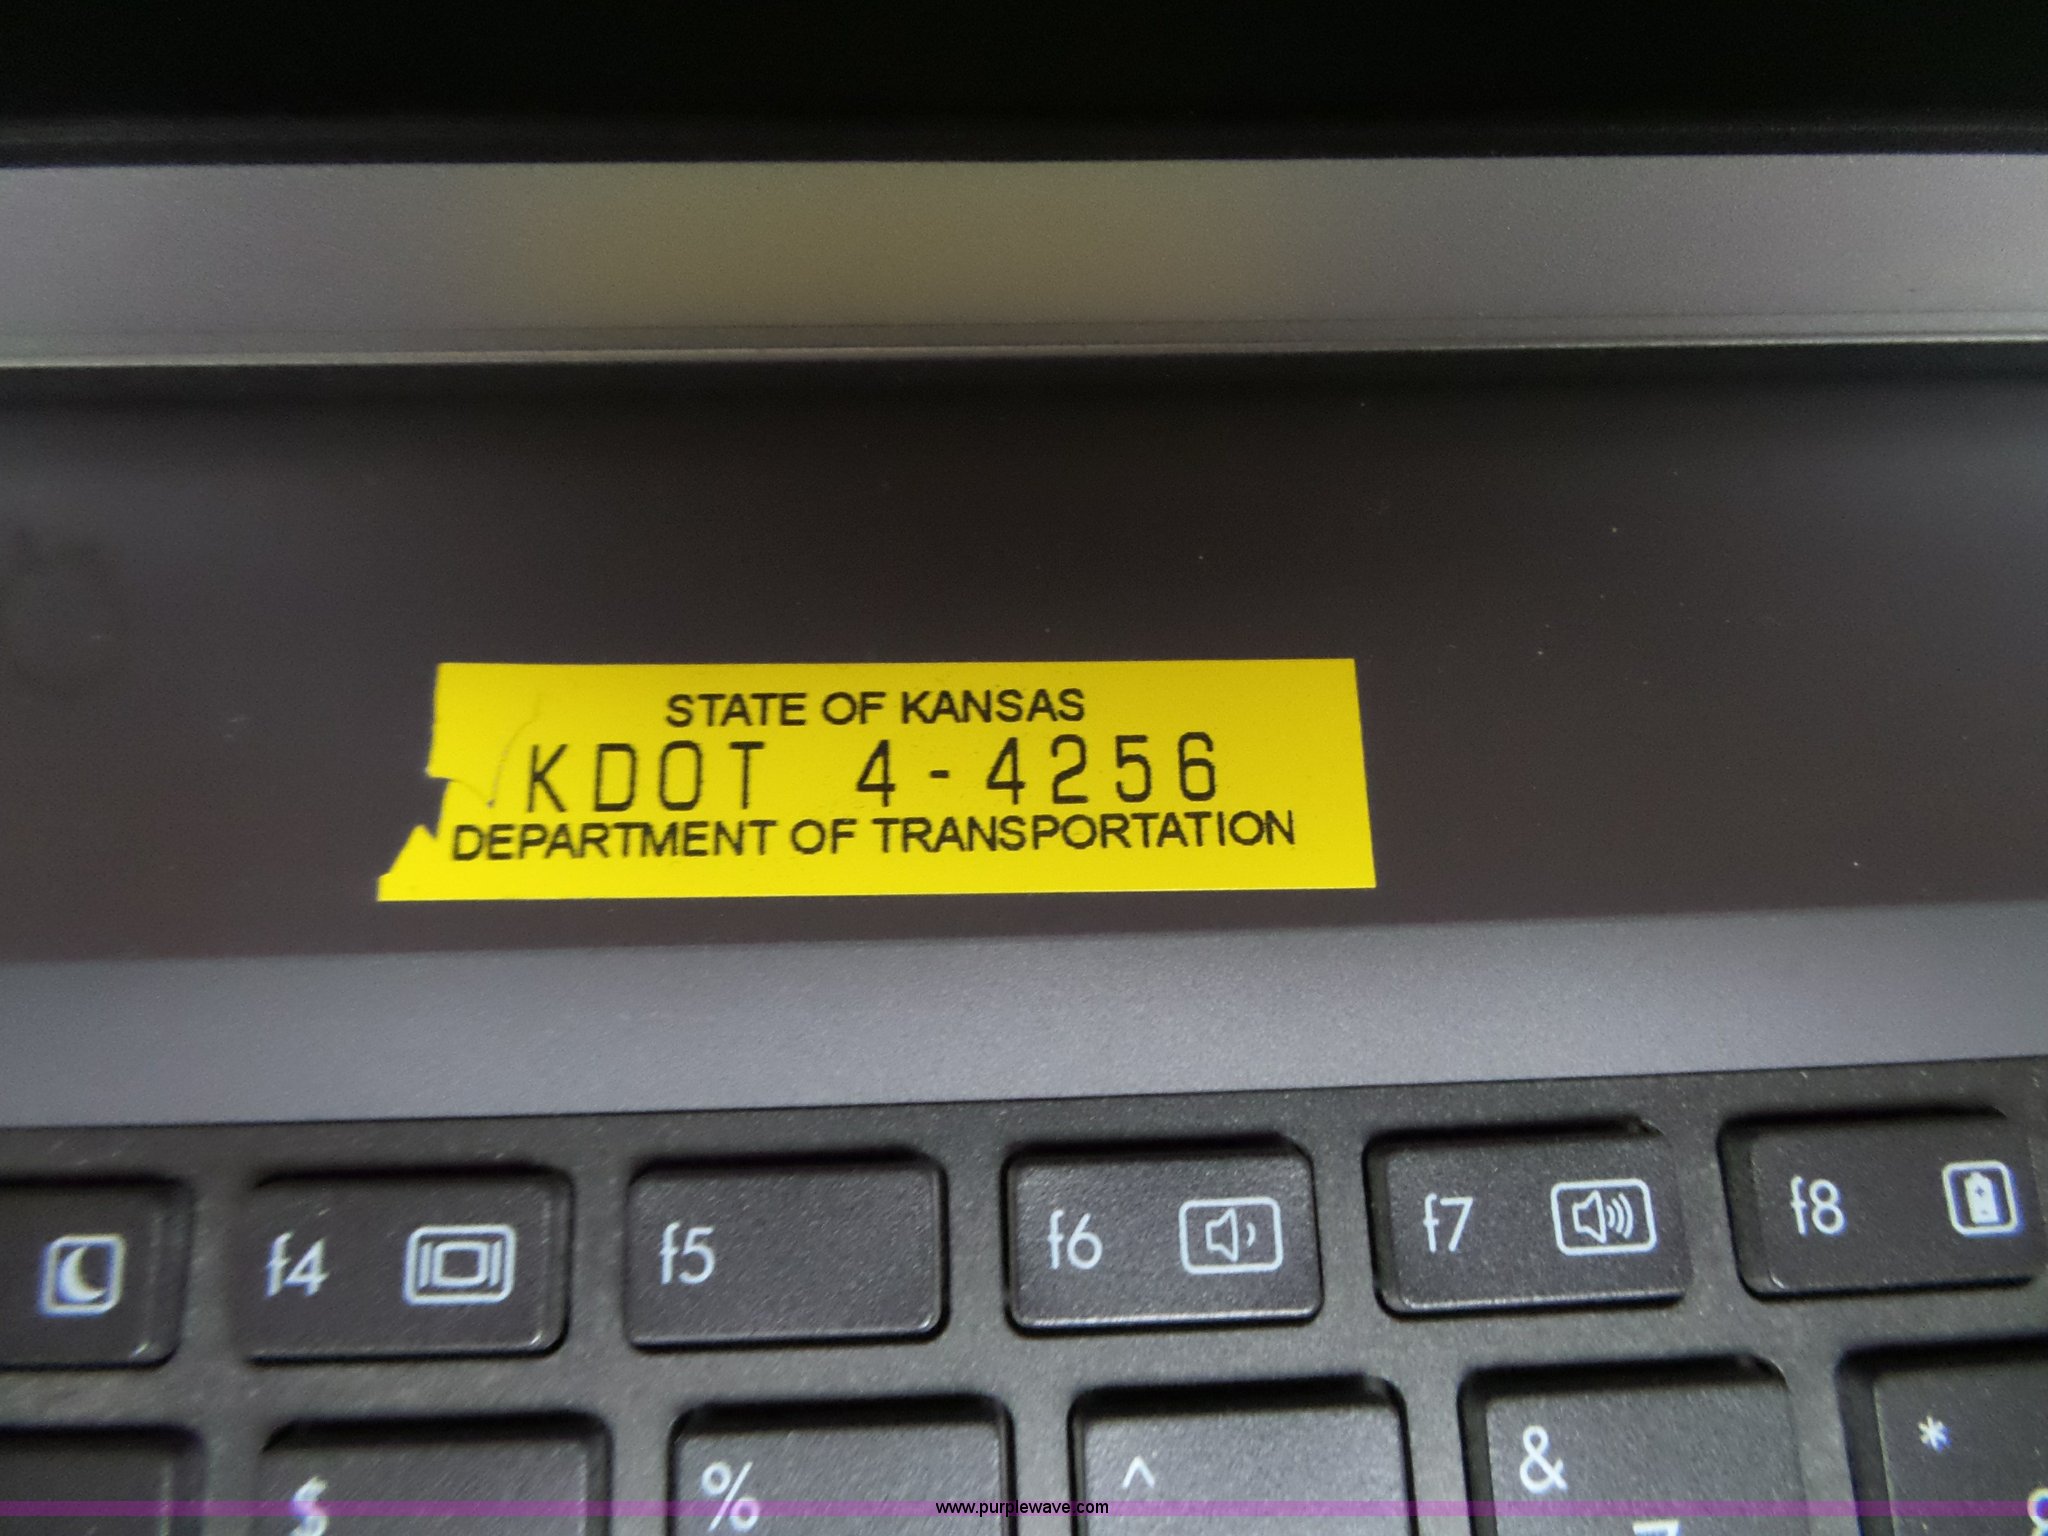 STATE OF KANSAS
KDOT 4-4256
DEPARTMENT OF TRANSPORTATION
f4
f5
f6
f7
f8
$
%
^
&
*
www.purplewave.com